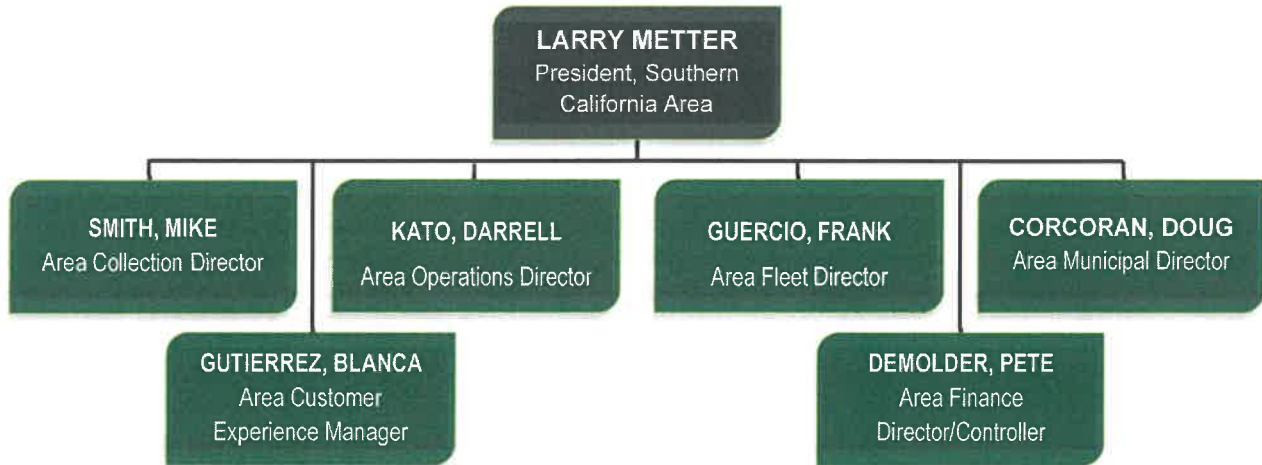 LARRY METTER
President, Southern
California Area
SMITH, MIKE
Area Collection Director
KATO, DARRELL
Area Operations Director
GUERCIO, FRANK
Area Fleet Director
CORCORAN, DOUG
Area Municipal Director
GUTIERREZ, BLANCA
Area Customer
Experience Manager
DEMOLDER, PETE
Area Finance
Director/Controller